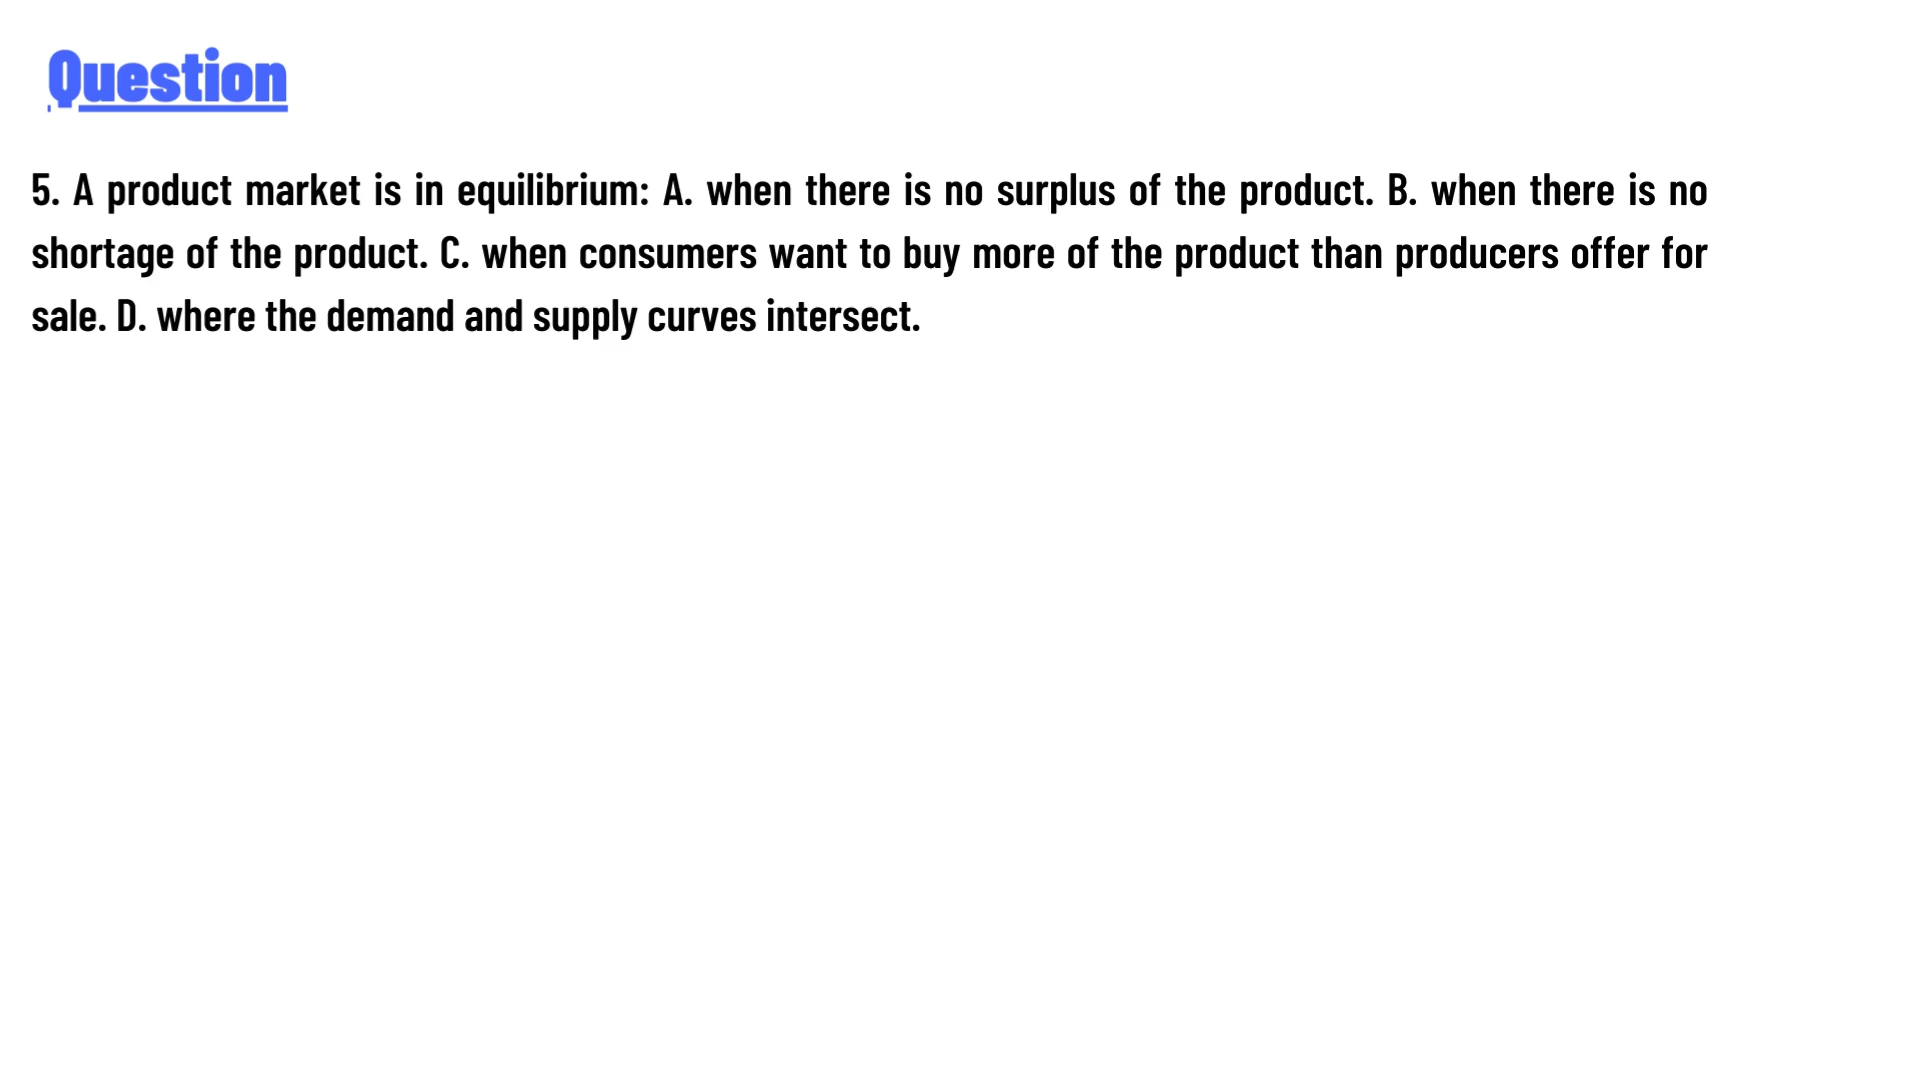 Question
5. A product market is in equilibrium: A. when there is no surplus of the product. B. when there is no
shortage of the product. C. when consumers want to buy more of the product than producers offer for
sale. D. where the demand and supply curves intersect.